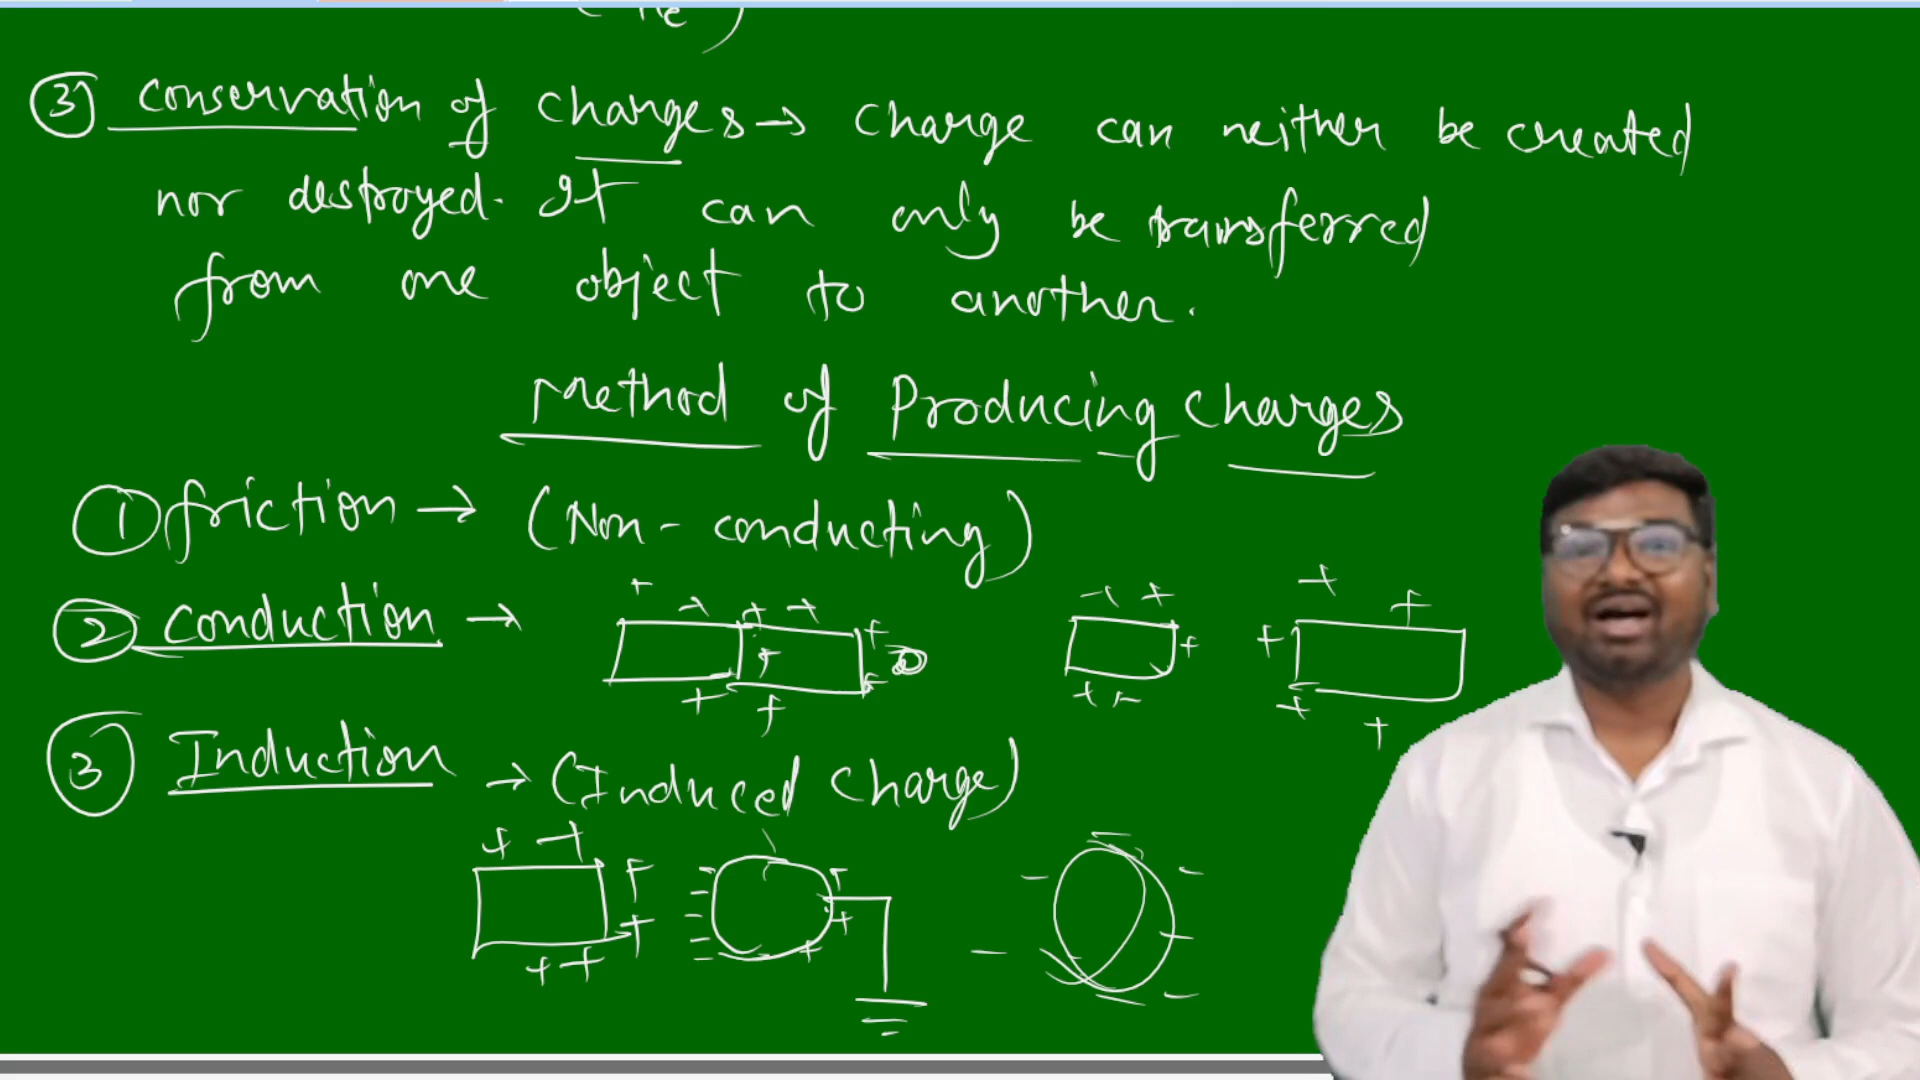 ③ Conservation of charges → Charge can neither be created
nor destroyed. It can only be transferred
from one object to another.
Method of Producing charges
① friction → (Non-conducting)
② Conduction →
③ Induction → (Induced Charge)